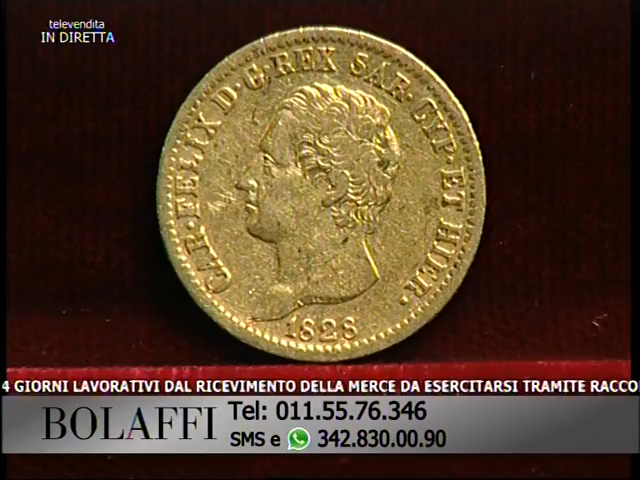 televendita
IN DIRETTA
CAR·FELIX D·G·REX SAR·CYP·ET HIER·
1828
4 GIORNI LAVORATIVI DAL RICEVIMENTO DELLA MERCE DA ESERCITARSI TRAMITE RACCO
BOLAFFI
Tel: 011.55.76.346
SMS e 342.830.00.90